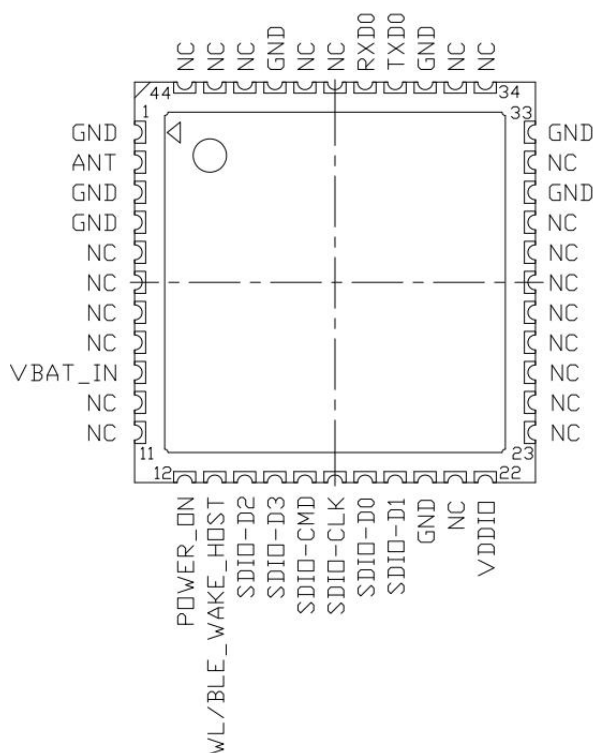 NC
NC
NC
GND
NC
NC
RXD0
TXD0
GND
NC
NC
44
34
1
33
GND
ANT
GND
GND
NC
NC
NC
NC
VBAT_IN
NC
NC
GND
NC
GND
NC
NC
NC
NC
NC
NC
NC
NC
11
23
12
22
POWER_ON
WL/BLE_WAKE_HOST
SDIO-D2
SDIO-D3
SDIO-CMD
SDIO-CLK
SDIO-D0
SDIO-D1
GND
NC
VDDIO